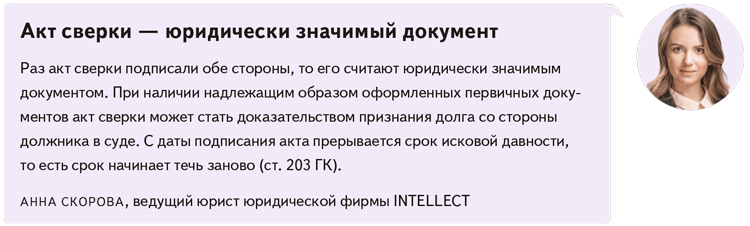 Акт сверки — юридически значимый документ
Раз акт сверки подписали обе стороны, то его считают юридически значимым
документом. При наличии надлежащим образом оформленных первичных доку-
ментов акт сверки может стать доказательством признания долга со стороны
должника в суде. С даты подписания акта прерывается срок исковой давности,
то есть срок начинает течь заново (ст. 203 ГК).
АННА СКОРОВА, ведущий юрист юридической фирмы INTELLECT